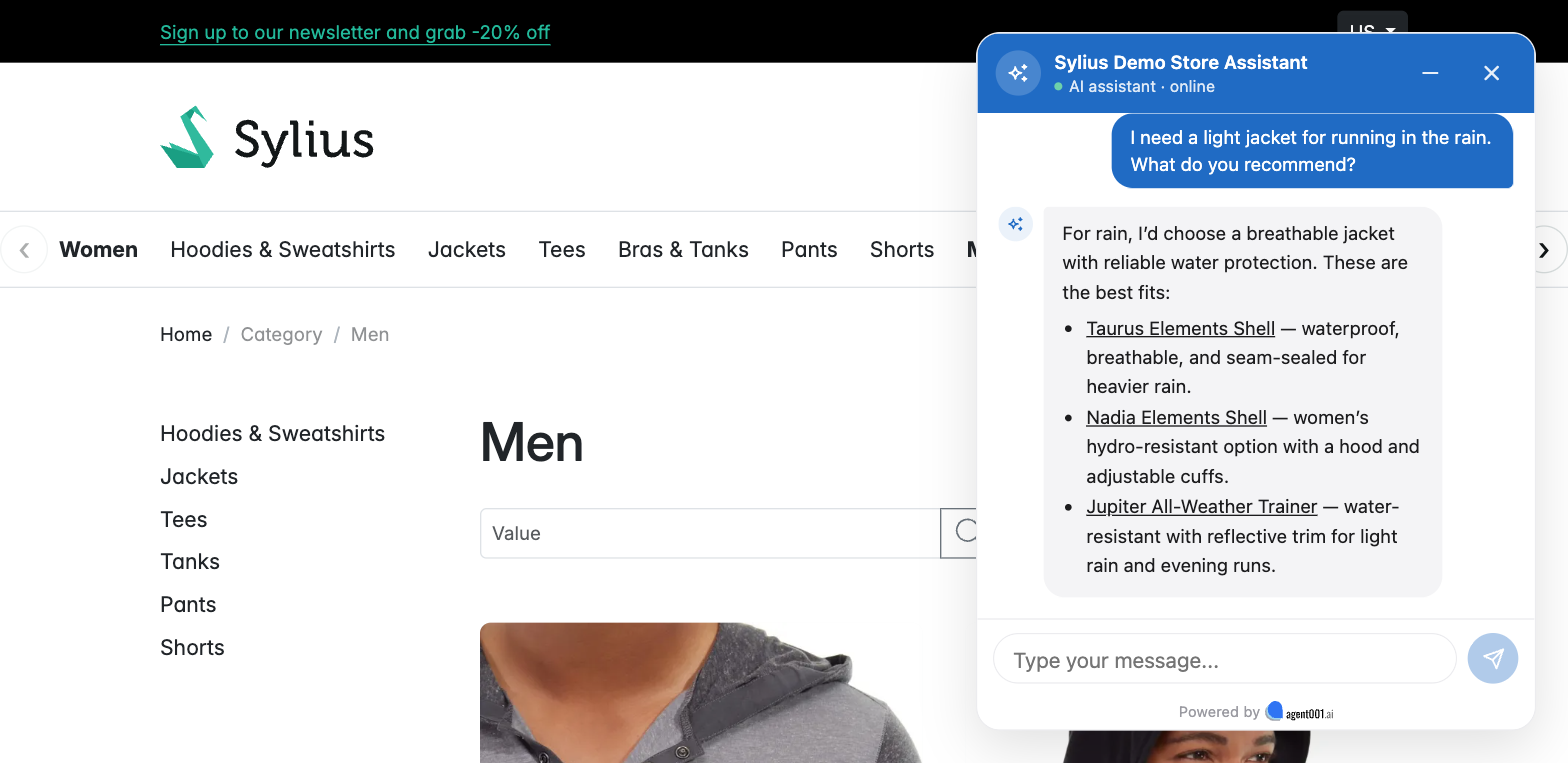 Sign up to our newsletter and grab -20% off
US
Sylius
Women Hoodies & Sweatshirts Jackets Tees Bras & Tanks Pants Shorts
Home / Category / Men
Hoodies & Sweatshirts
Jackets
Tees
Tanks
Pants
Shorts
Men
Value
Sylius Demo Store Assistant
AI assistant · online
I need a light jacket for running in the rain.
What do you recommend?
For rain, I’d choose a breathable jacket
with reliable water protection. These are
the best fits:
• Taurus Elements Shell — waterproof,
breathable, and seam-sealed for
heavier rain.
• Nadia Elements Shell — women’s
hydro-resistant option with a hood and
adjustable cuffs.
• Jupiter All-Weather Trainer — water-
resistant with reflective trim for light
rain and evening runs.
Type your message...
Powered by agent001.ai